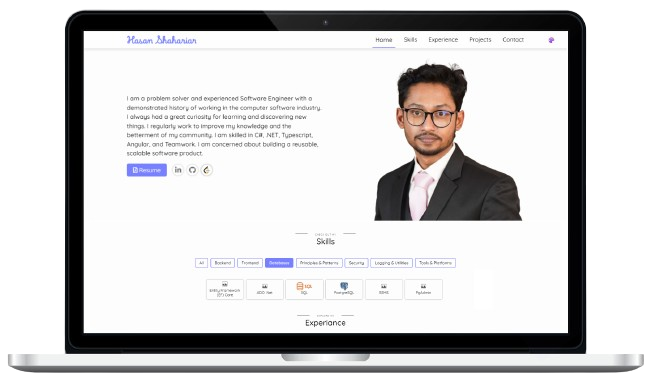 Hasan Shaharian
Home Skills Experience Projects Contact
I am a problem solver and experienced Software Engineer with a
demonstrated history of working in the computer software industry.
I always had a great curiosity for learning and discovering new
things. I regularly work to improve my knowledge and the
betterment of my community. I am skilled in C#, .NET, Typescript,
Angular, and Teamwork. I am concerned about building a reusable,
scalable software product.
Resume in
Skills
All Backend Frontend Databases Principles & Patterns Security Logging & Utilities Tools & Platforms
Entity Framework
(EF) Core
ADO. Net
SQL
SQL
PostgreSQL
SSMS
PgAdmin
Experience